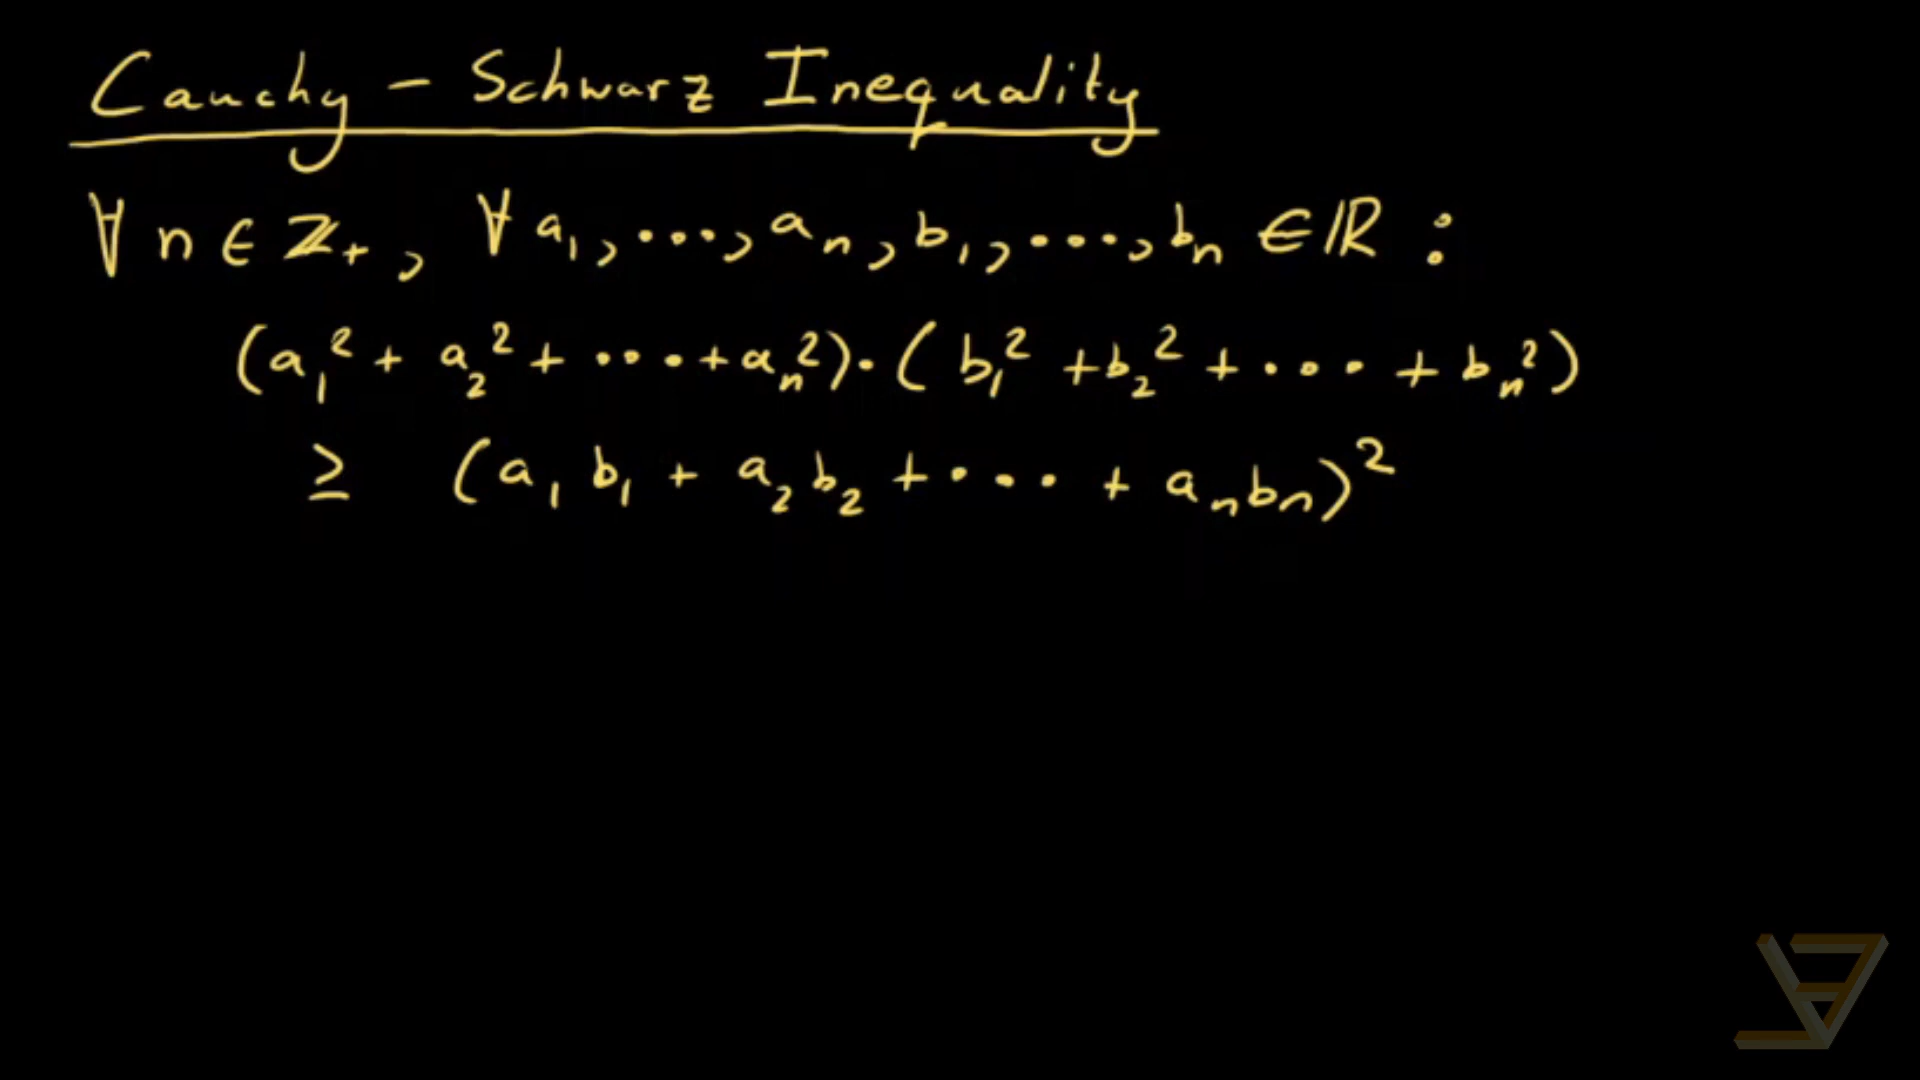 Cauchy - Schwarz Inequality
∀ n ∈ ℤ₊, ∀ a₁, ..., aₙ, b₁, ..., bₙ ∈ ℝ :
(a₁² + a₂² + ··· + aₙ²) · (b₁² + b₂² + ··· + bₙ²)
≥ (a₁b₁ + a₂b₂ + ··· + aₙbₙ)²